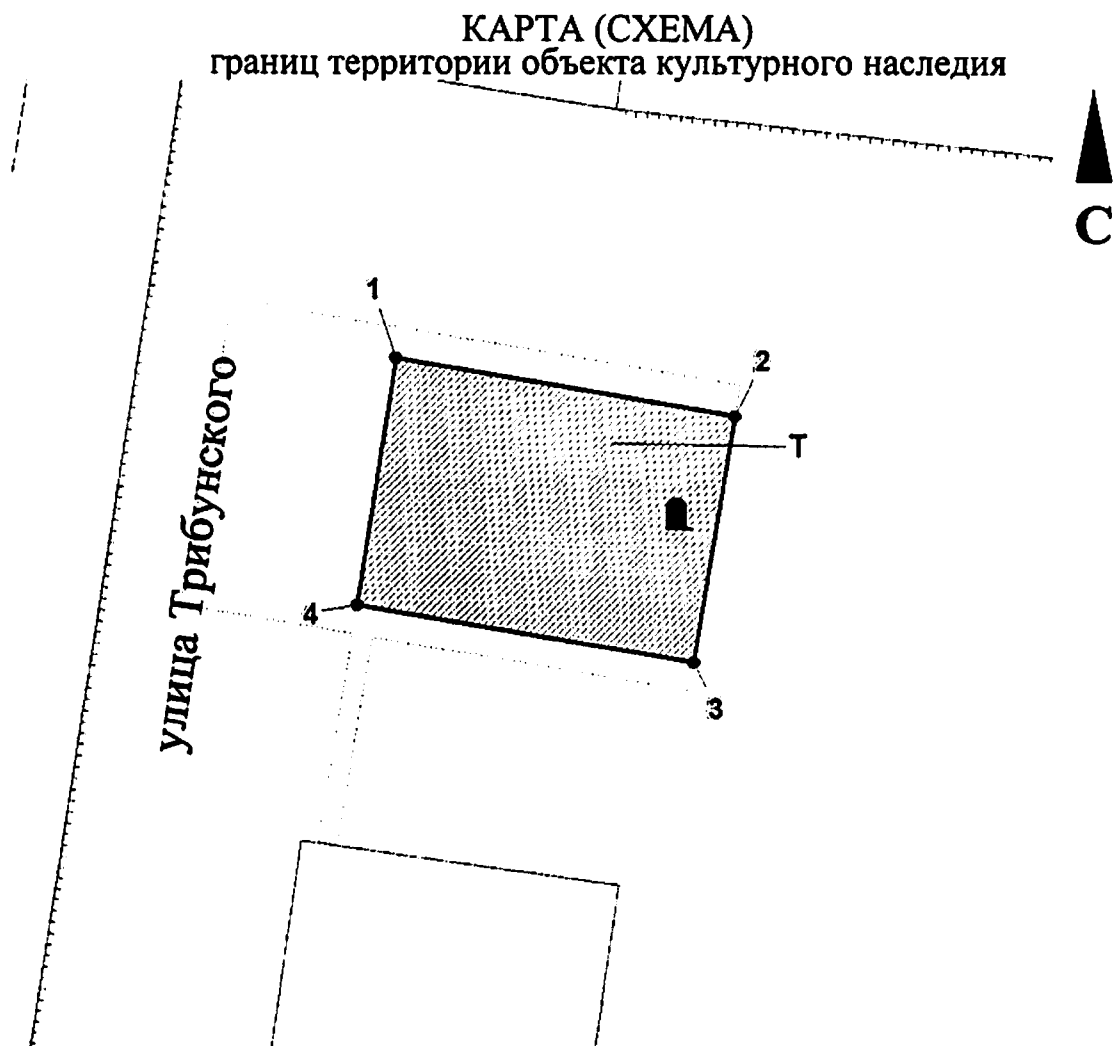 КАРТА (СХЕМА)
границ территории объекта культурного наследия
С
1
2
Т
улица Трибунского
4
3